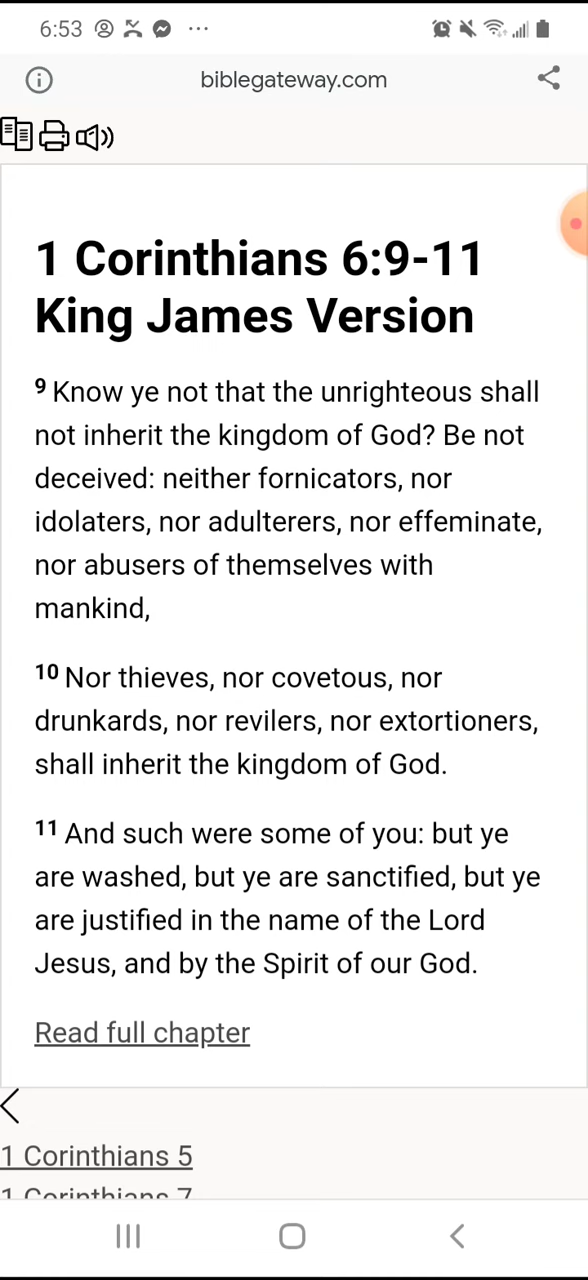 6:53 ...
biblegateway.com
1 Corinthians 6:9-11
King James Version
9 Know ye not that the unrighteous shall
not inherit the kingdom of God? Be not
deceived: neither fornicators, nor
idolaters, nor adulterers, nor effeminate,
nor abusers of themselves with
mankind,
10 Nor thieves, nor covetous, nor
drunkards, nor revilers, nor extortioners,
shall inherit the kingdom of God.
11 And such were some of you: but ye
are washed, but ye are sanctified, but ye
are justified in the name of the Lord
Jesus, and by the Spirit of our God.
Read full chapter
1 Corinthians 5
1 Corinthians 7